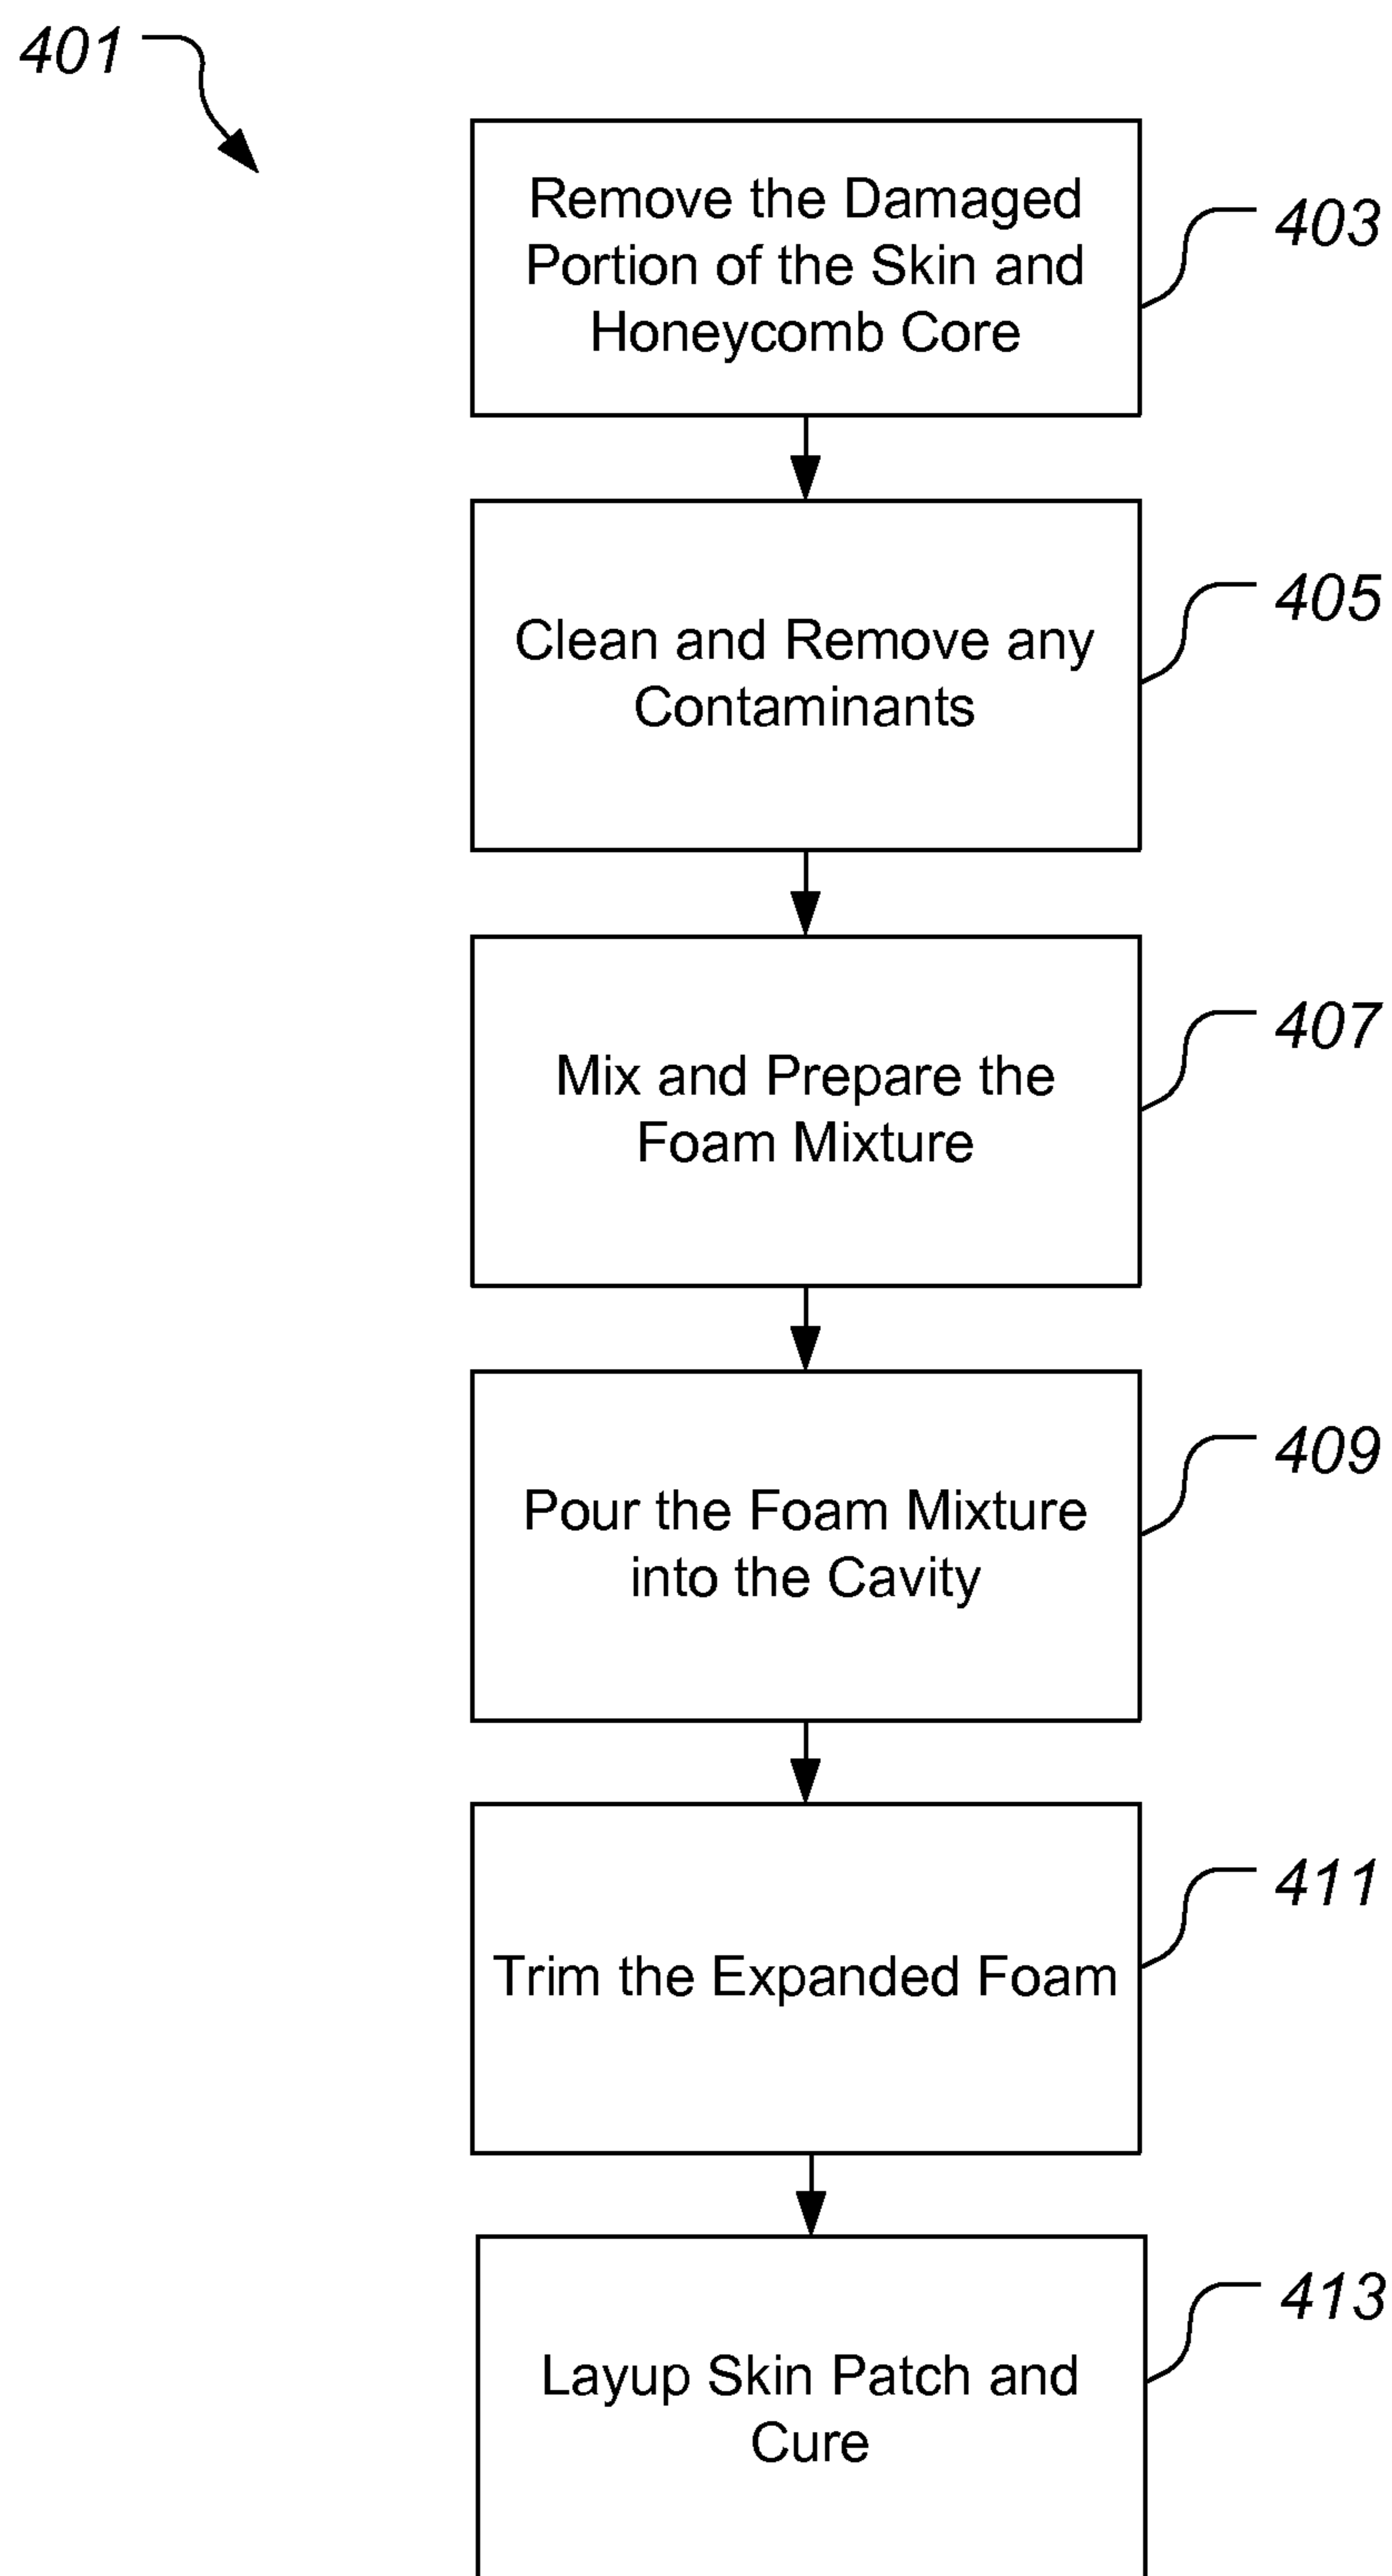 401
Remove the Damaged
Portion of the Skin and
Honeycomb Core
403
Clean and Remove any
Contaminants
405
Mix and Prepare the
Foam Mixture
407
Pour the Foam Mixture
into the Cavity
409
Trim the Expanded Foam
411
Layup Skin Patch and
Cure
413